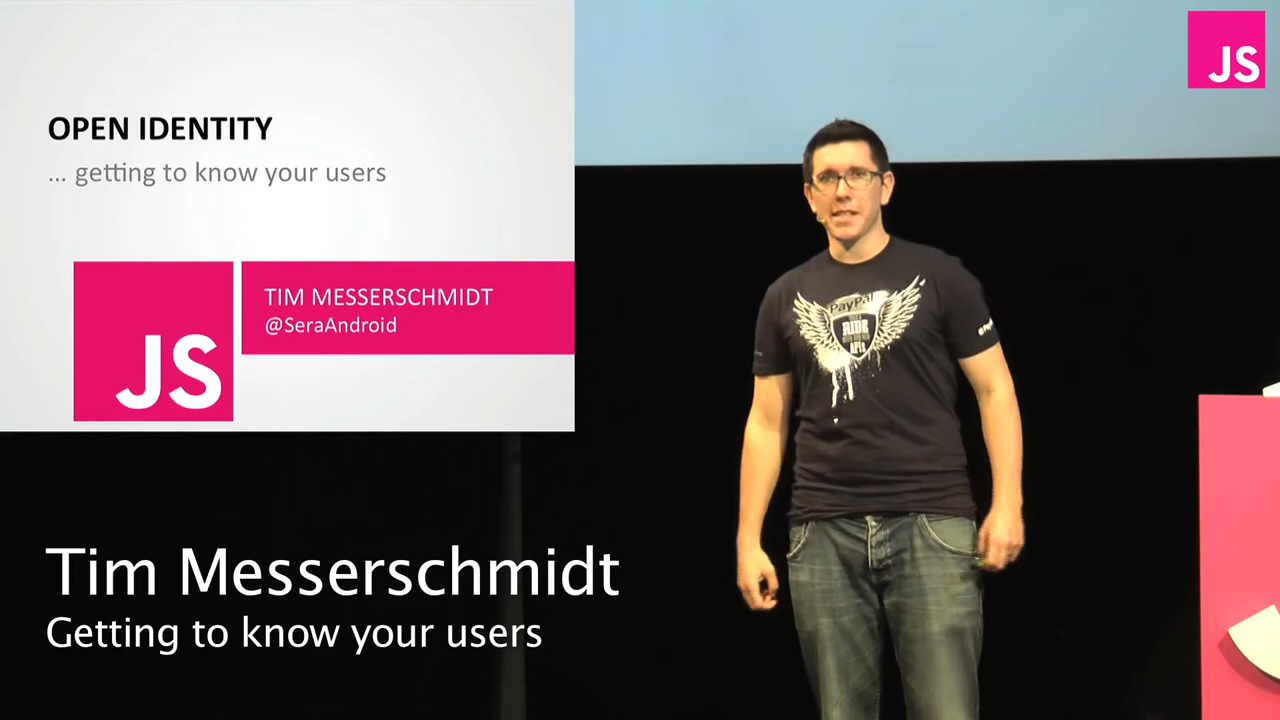 OPEN IDENTITY
... getting to know your users
TIM MESSERSCHMIDT
@SeraAndroid
JS
JS
PayPal
RIDE
APIs
Tim Messerschmidt
Getting to know your users